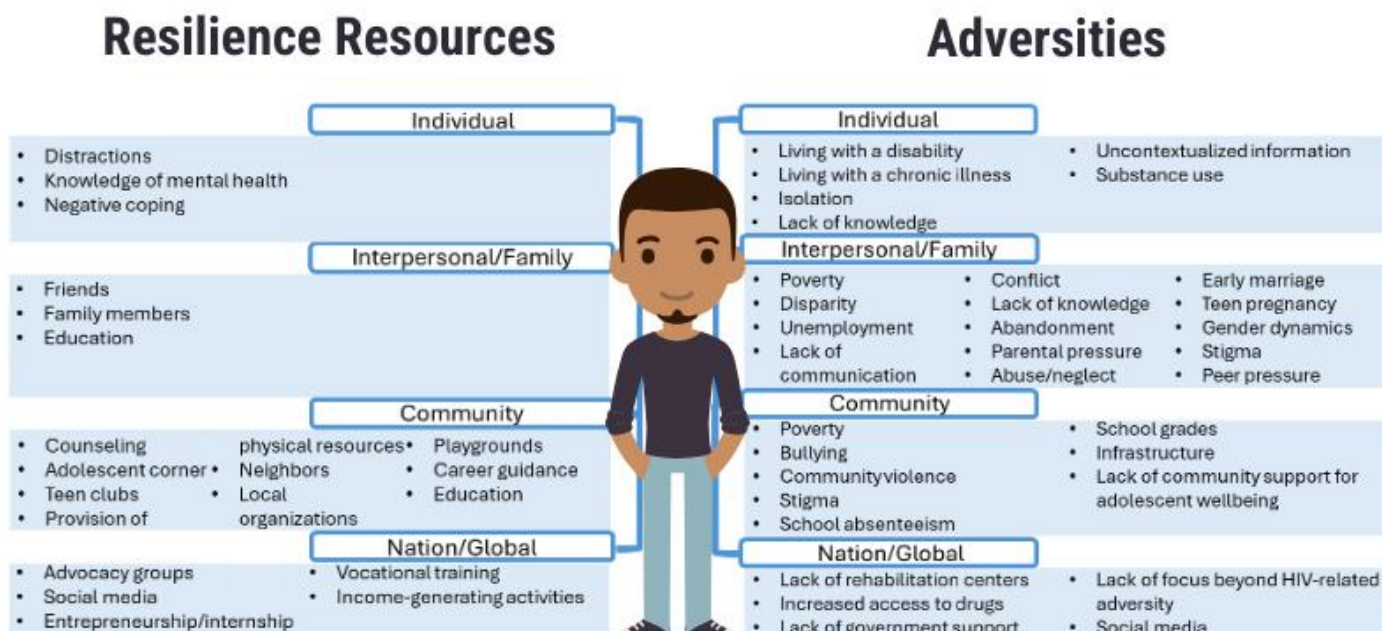 Resilience Resources
Individual
• Distractions
• Knowledge of mental health
• Negative coping
Interpersonal/Family
• Friends
• Family members
• Education
Community
• Counseling
• Adolescent corner
• Teen clubs
• Provision of
physical resources
• Neighbors
• Local
organizations
• Playgrounds
• Career guidance
• Education
Nation/Global
• Advocacy groups
• Social media
• Entrepreneurship/internship
• Vocational training
• Income-generating activities
Adversities
Individual
• Living with a disability
• Living with a chronic illness
• Isolation
• Lack of knowledge
• Uncontextualized information
• Substance use
Interpersonal/Family
• Poverty
• Disparity
• Unemployment
• Lack of
communication
• Conflict
• Lack of knowledge
• Abandonment
• Parental pressure
• Abuse/neglect
• Early marriage
• Teen pregnancy
• Gender dynamics
• Stigma
• Peer pressure
Community
• Poverty
• Bullying
• Community violence
• Stigma
• School absenteeism
• School grades
• Infrastructure
• Lack of community support for
adolescent wellbeing
Nation/Global
• Lack of rehabilitation centers
• Increased access to drugs
• Lack of government support
• Lack of focus beyond HIV-related
adversity
• Social media